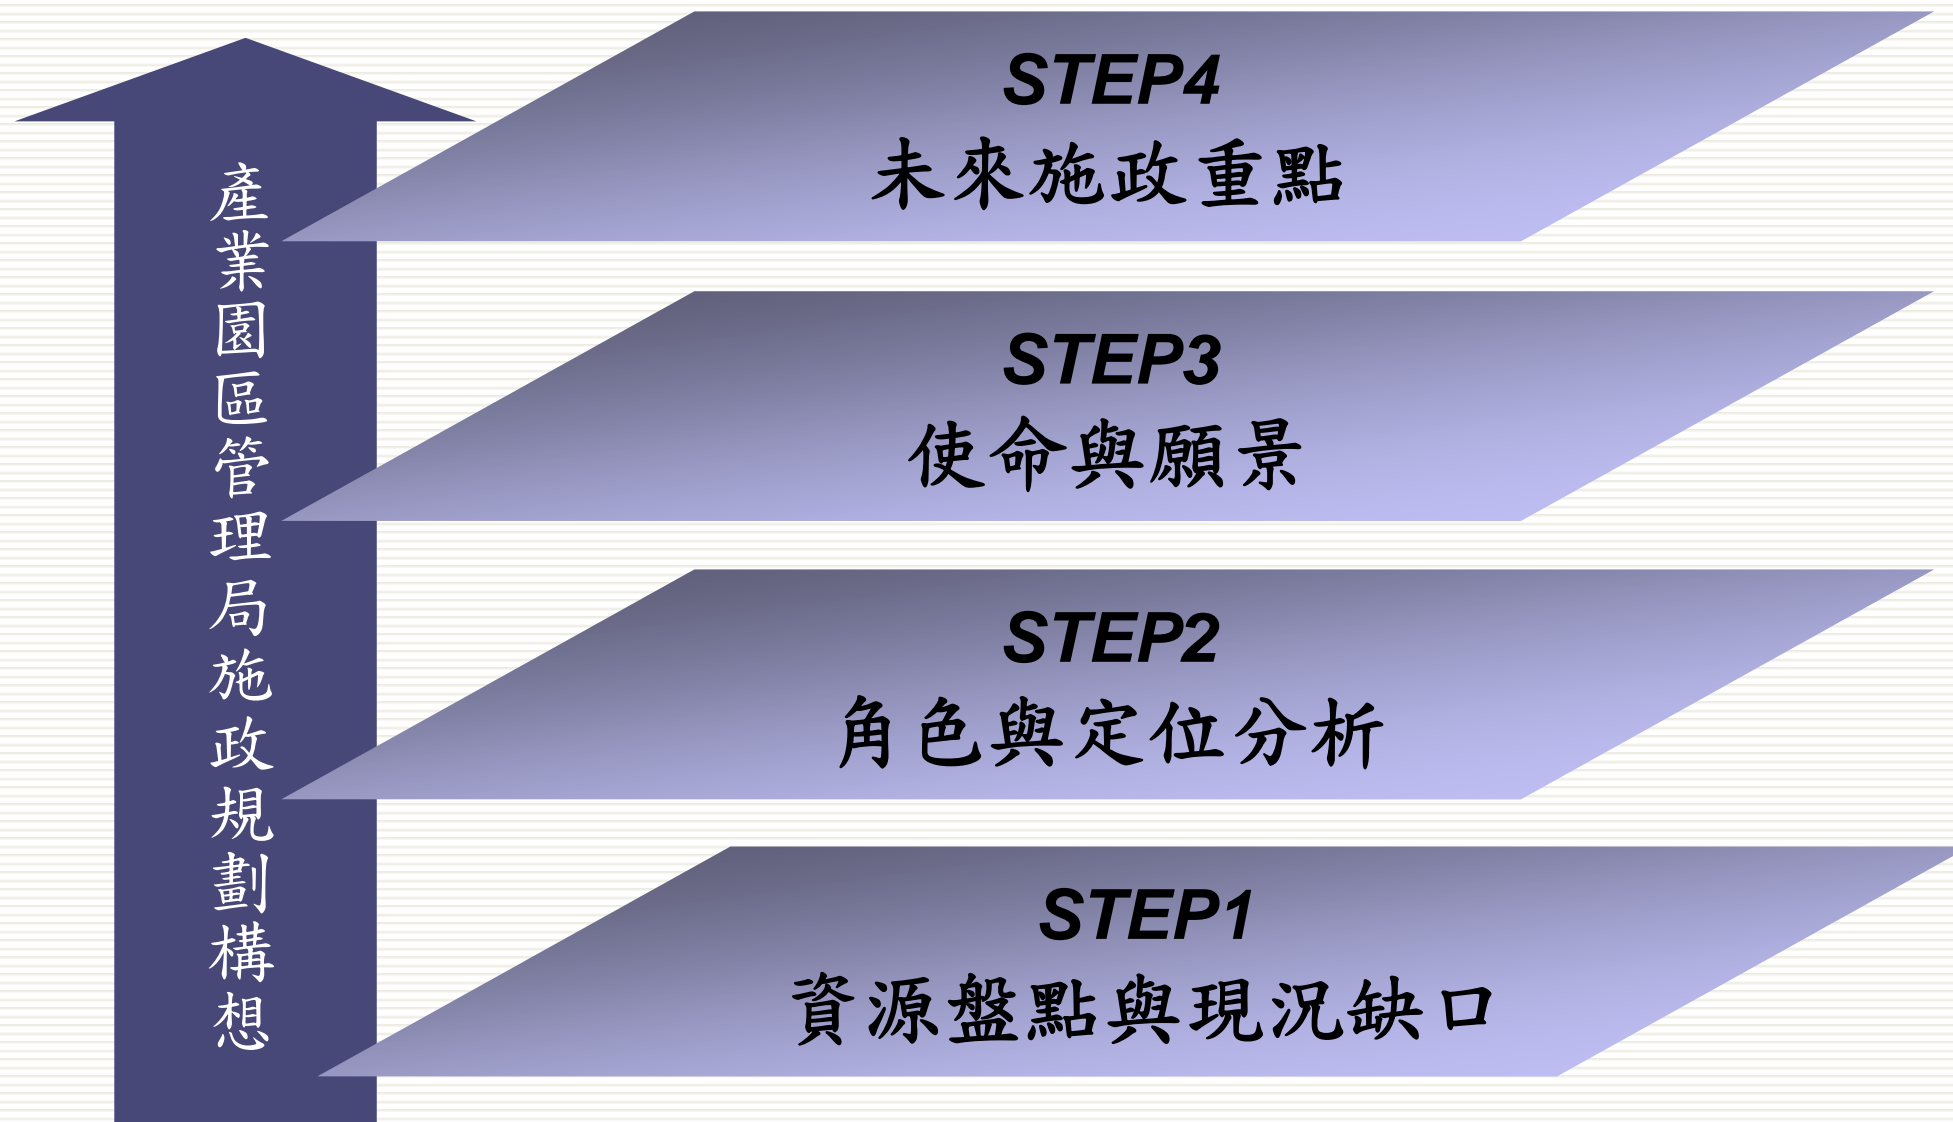 產業園區管理局施政規劃構想
STEP4
未來施政重點
STEP3
使命與願景
STEP2
角色與定位分析
STEP1
資源盤點與現況缺口